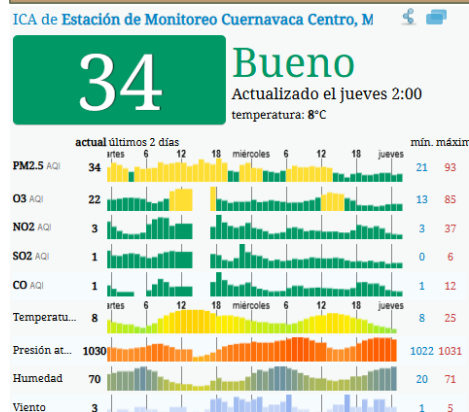 ICA de Estación de Monitoreo Cuernavaca Centro, M
34
Bueno
Actualizado el jueves 2:00
temperatura: 8°C
actual últimos 2 días mín. máxim
artes 6 12 18 miércoles 6 12 18 jueves
PM2.5 AQI 34 21 93
O3 AQI 22 13 85
NO2 AQI 3 3 37
SO2 AQI 1 0 6
CO AQI 1 1 12
artes 6 12 18 miércoles 6 12 18 jueves
Temperatu... 8 8 25
Presión at... 1030 1022 1031
Humedad 70 20 71
Viento 3 1 5